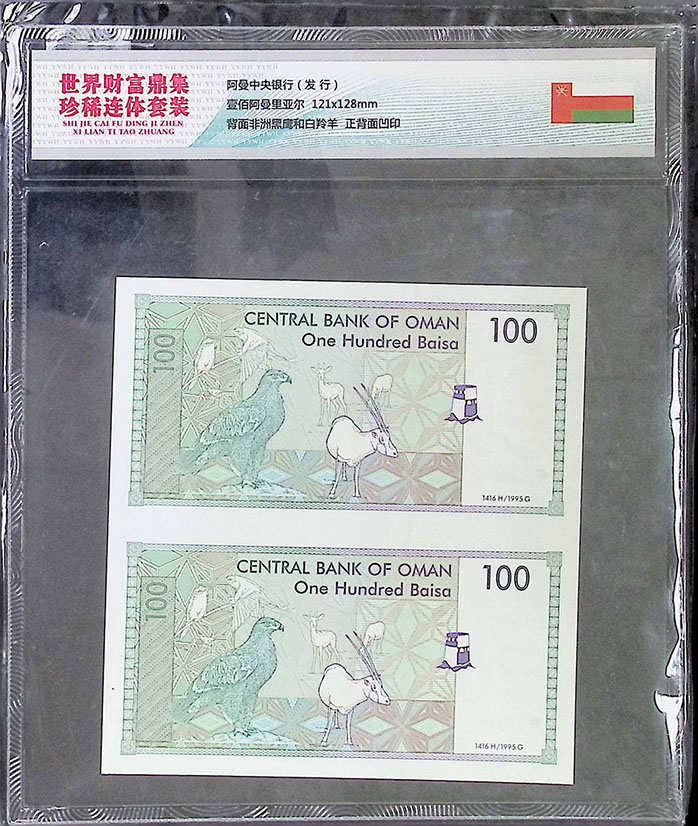 世界财富鼎集
珍稀连体套装
SHI JIE CAI FU DING JI ZHEN
XI LIAN TI TAO ZHUANG
阿曼中央银行（发 行）
壹佰阿曼里亚尔 121x128mm
背面非洲黑鹰和白羚羊 正背面凹印
CENTRAL BANK OF OMAN
One Hundred Baisa
100
100
1416 H/1995 G
CENTRAL BANK OF OMAN
One Hundred Baisa
100
100
1416 H/1995 G